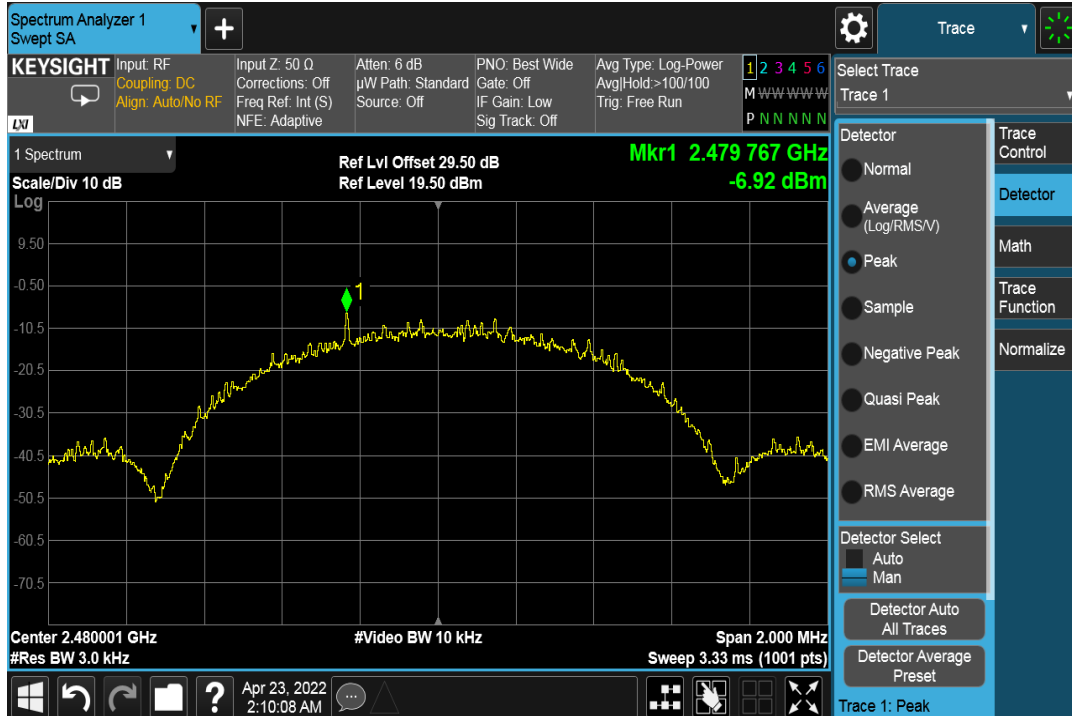 Spectrum Analyzer 1
Swept SA
Trace
KEYSIGHT
LXI
Input: RF
Coupling: DC
Align: Auto/No RF
Input Z: 50 Ω
Corrections: Off
Freq Ref: Int (S)
NFE: Adaptive
Atten: 6 dB
µW Path: Standard
Source: Off
PNO: Best Wide
Gate: Off
IF Gain: Low
Sig Track: Off
Avg Type: Log-Power
Avg|Hold:>100/100
Trig: Free Run
1 2 3 4 5 6
M W W W W W
P N N N N N
Select Trace
Trace 1
1 Spectrum
Scale/Div 10 dB
Log
Ref Lvl Offset 29.50 dB
Ref Level 19.50 dBm
Mkr1 2.479 767 GHz
-6.92 dBm
1
9.50
-0.50
-10.5
-20.5
-30.5
-40.5
-50.5
-60.5
-70.5
Center 2.480001 GHz
#Res BW 3.0 kHz
#Video BW 10 kHz
Span 2.000 MHz
Sweep 3.33 ms (1001 pts)
Detector
Normal
Average
(Log/RMS/V)
Peak
Sample
Negative Peak
Quasi Peak
EMI Average
RMS Average
Detector Select
Auto
Man
Detector Auto
All Traces
Detector Average
Preset
Trace 1: Peak
Trace
Control
Detector
Math
Trace
Function
Normalize
?
Apr 23, 2022
2:10:08 AM